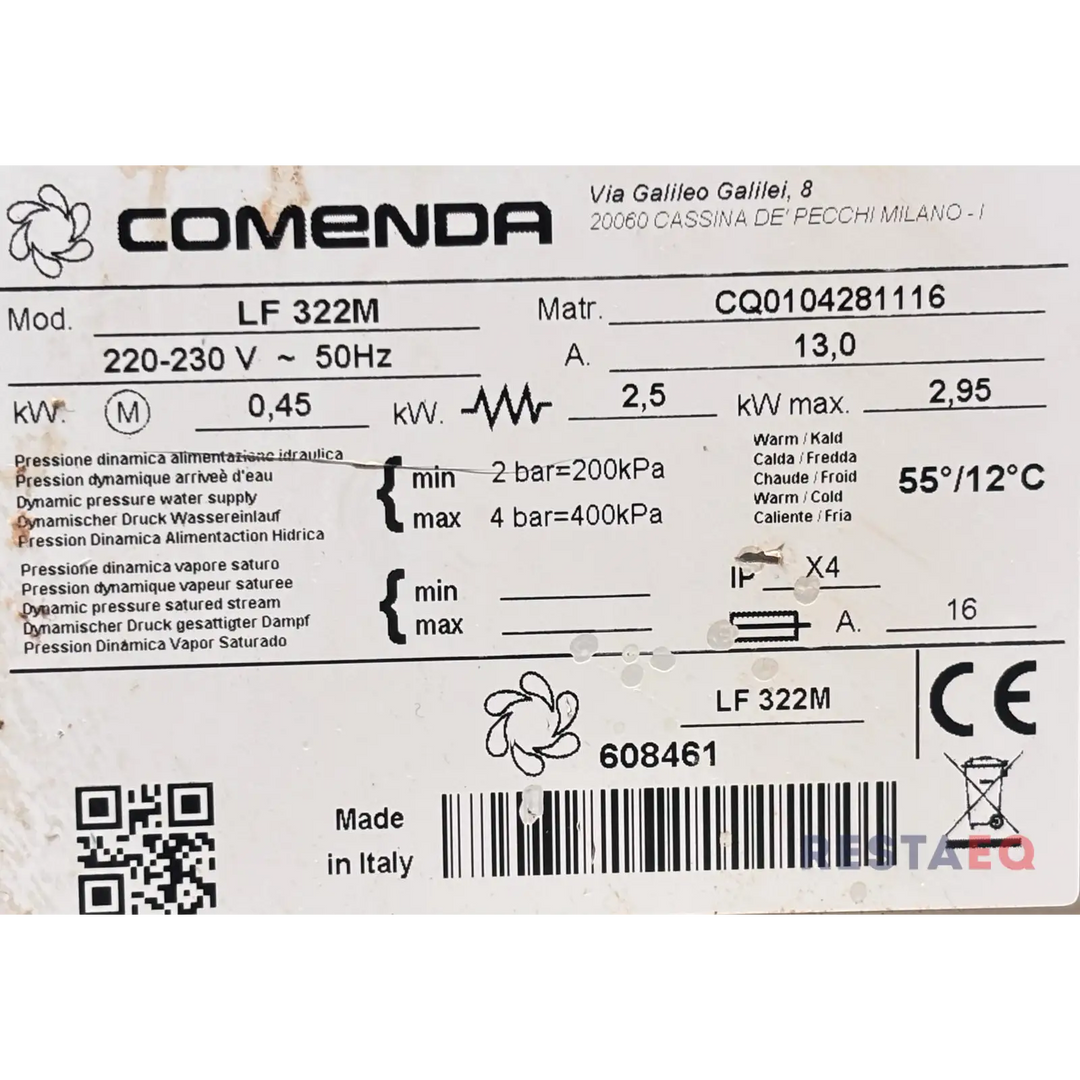 COMENDA
Via Galileo Galilei, 8
20060 CASSINA DE' PECCHI MILANO - I
Mod. LF 322M Matr. CQ0104281116
220-230 V ~ 50Hz A. 13,0
kW. M 0,45 kW. 2,5 kW max. 2,95
Pressione dinamica alimentazione idraulica
Pression dynamique arriveè d'eau
Dynamic pressure water supply
Dynamischer Druck Wassereinlauf
Pression Dinamica Alimentaction Hidrica
min 2 bar=200kPa
max 4 bar=400kPa
Warm / Kald
Calda / Fredda
Chaude / Froid
Warm / Cold
Caliente / Fria
55°/12°C
Pressione dinamica vapore saturo
Pression dynamique vapeur saturee
Dynamic pressure satured stream
Dynamischer Druck gesattigter Dampf
Pression Dinamica Vapor Saturado
min
max
IP X4
A. 16
LF 322M
608461
CE
Made
in Italy
RESTAEQ